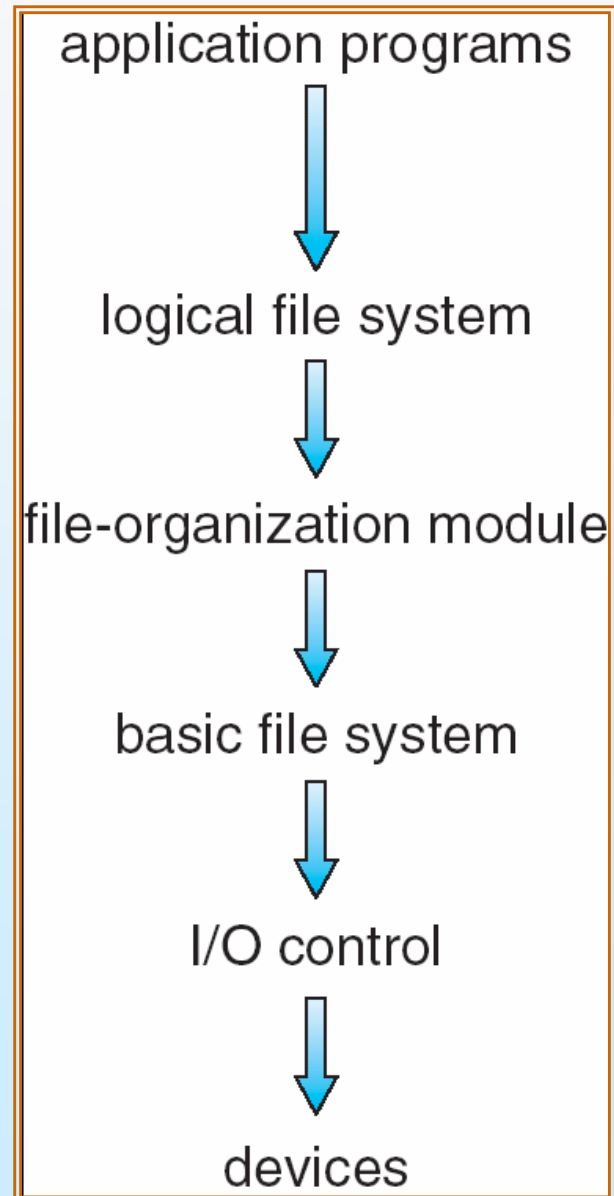 application programs
logical file system
file-organization module
basic file system
I/O control
devices